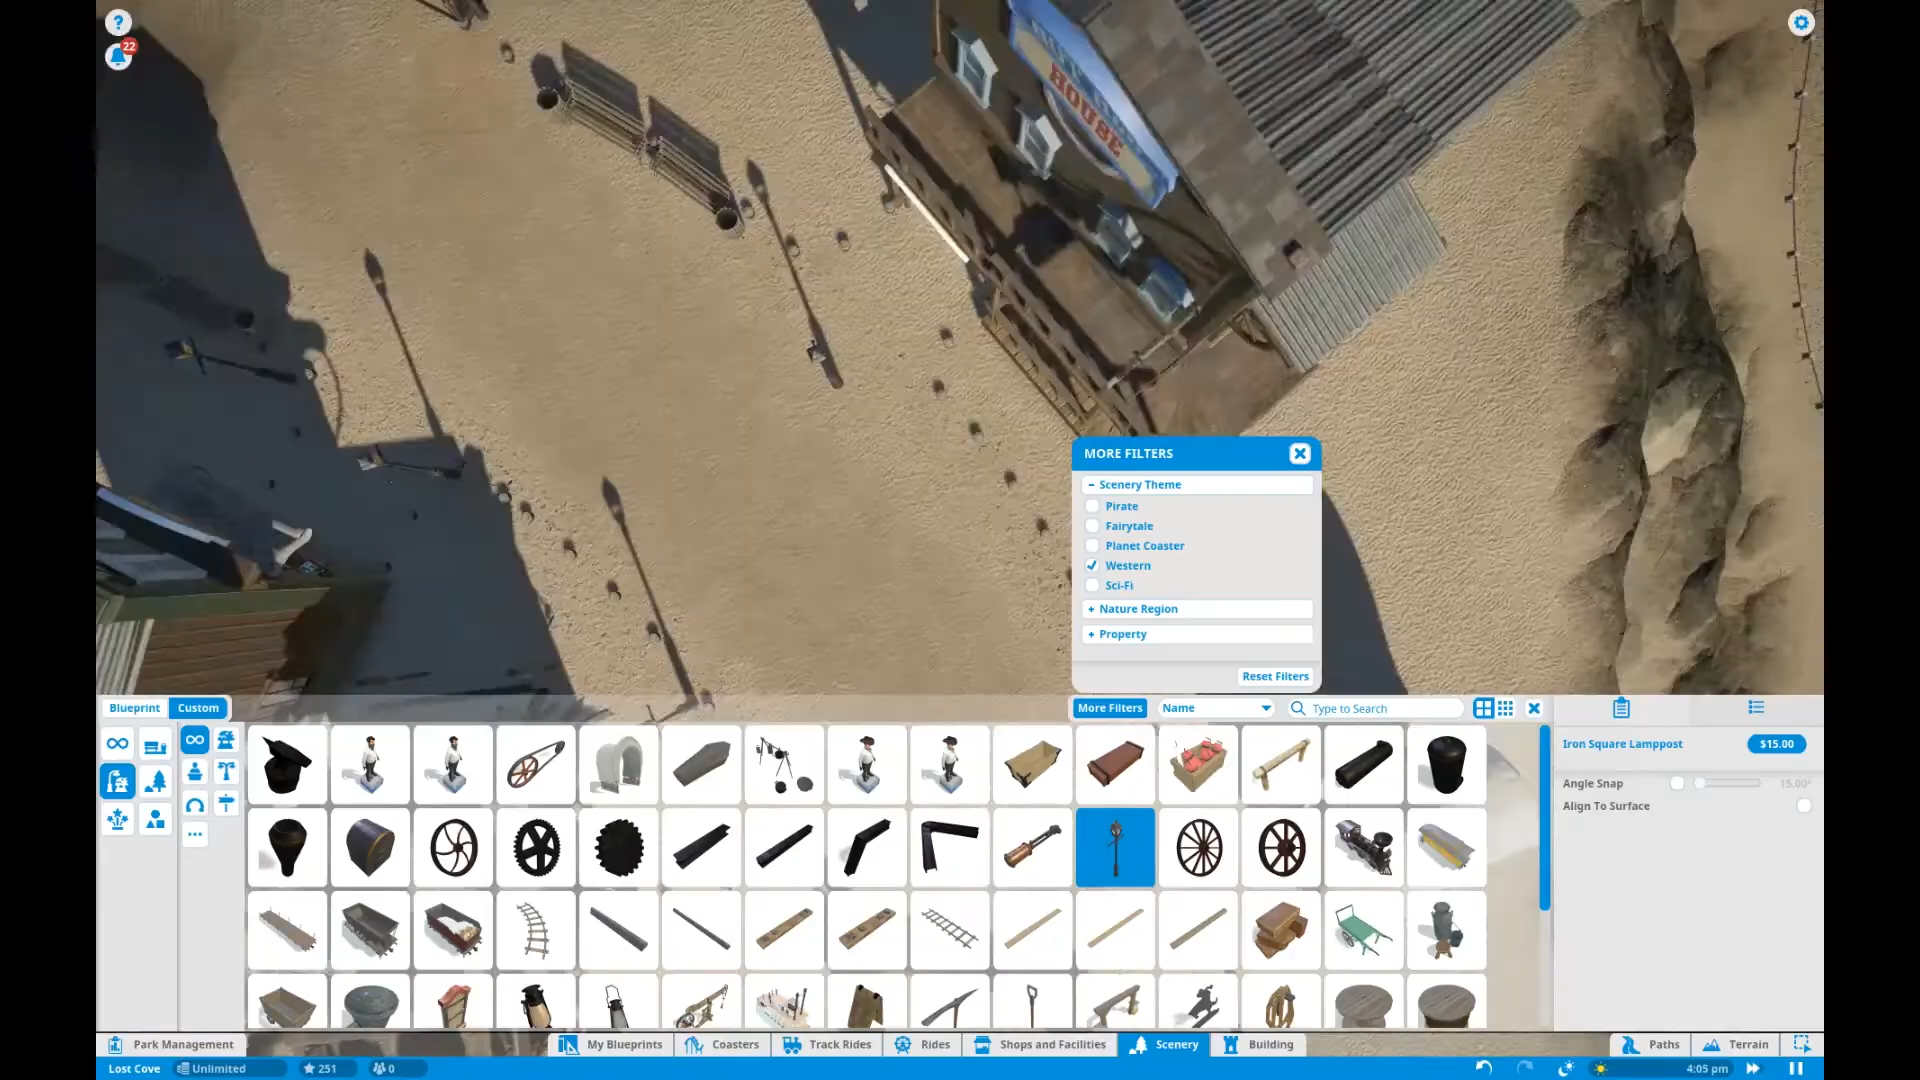 ?
22
HOUSE
MORE FILTERS
− Scenery Theme
Pirate
Fairytale
Planet Coaster
Western
Sci-Fi
+ Nature Region
+ Property
Reset Filters
Blueprint
Custom
More Filters
Name
Type to Search
Iron Square Lamppost
$15.00
Angle Snap
15.00°
Align To Surface
Park Management
My Blueprints
Coasters
Track Rides
Rides
Shops and Facilities
Scenery
Building
Paths
Terrain
Lost Cove
Unlimited
251
0
4:05 pm